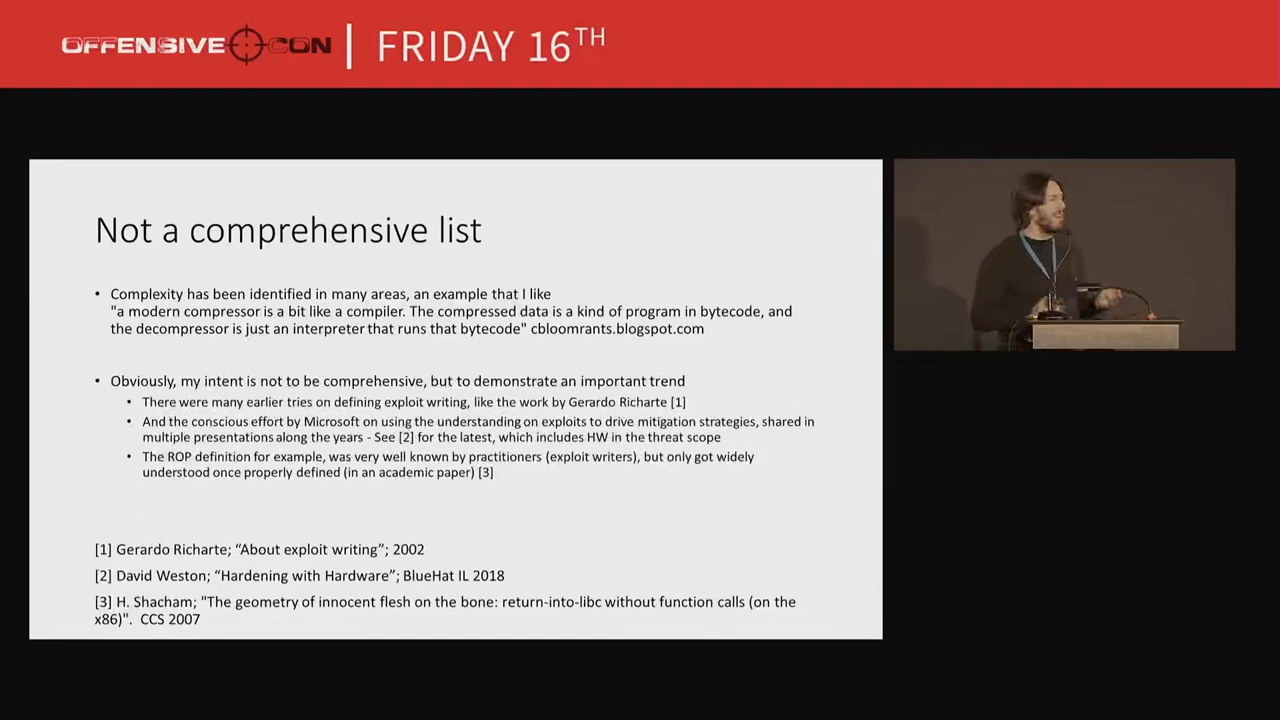 OFFENSIVE CON | FRIDAY 16TH
Not a comprehensive list
• Complexity has been identified in many areas, an example that I like
"a modern compressor is a bit like a compiler. The compressed data is a kind of program in bytecode, and
the decompressor is just an interpreter that runs that bytecode" cbloomrants.blogspot.com
• Obviously, my intent is not to be comprehensive, but to demonstrate an important trend
• There were many earlier tries on defining exploit writing, like the work by Gerardo Richarte [1]
• And the conscious effort by Microsoft on using the understanding on exploits to drive mitigation strategies, shared in
multiple presentations along the years - See [2] for the latest, which includes HW in the threat scope
• The ROP definition for example, was very well known by practitioners (exploit writers), but only got widely
understood once properly defined (in an academic paper) [3]
[1] Gerardo Richarte; “About exploit writing”; 2002
[2] David Weston; “Hardening with Hardware”; BlueHat IL 2018
[3] H. Shacham; "The geometry of innocent flesh on the bone: return-into-libc without function calls (on the
x86)". CCS 2007